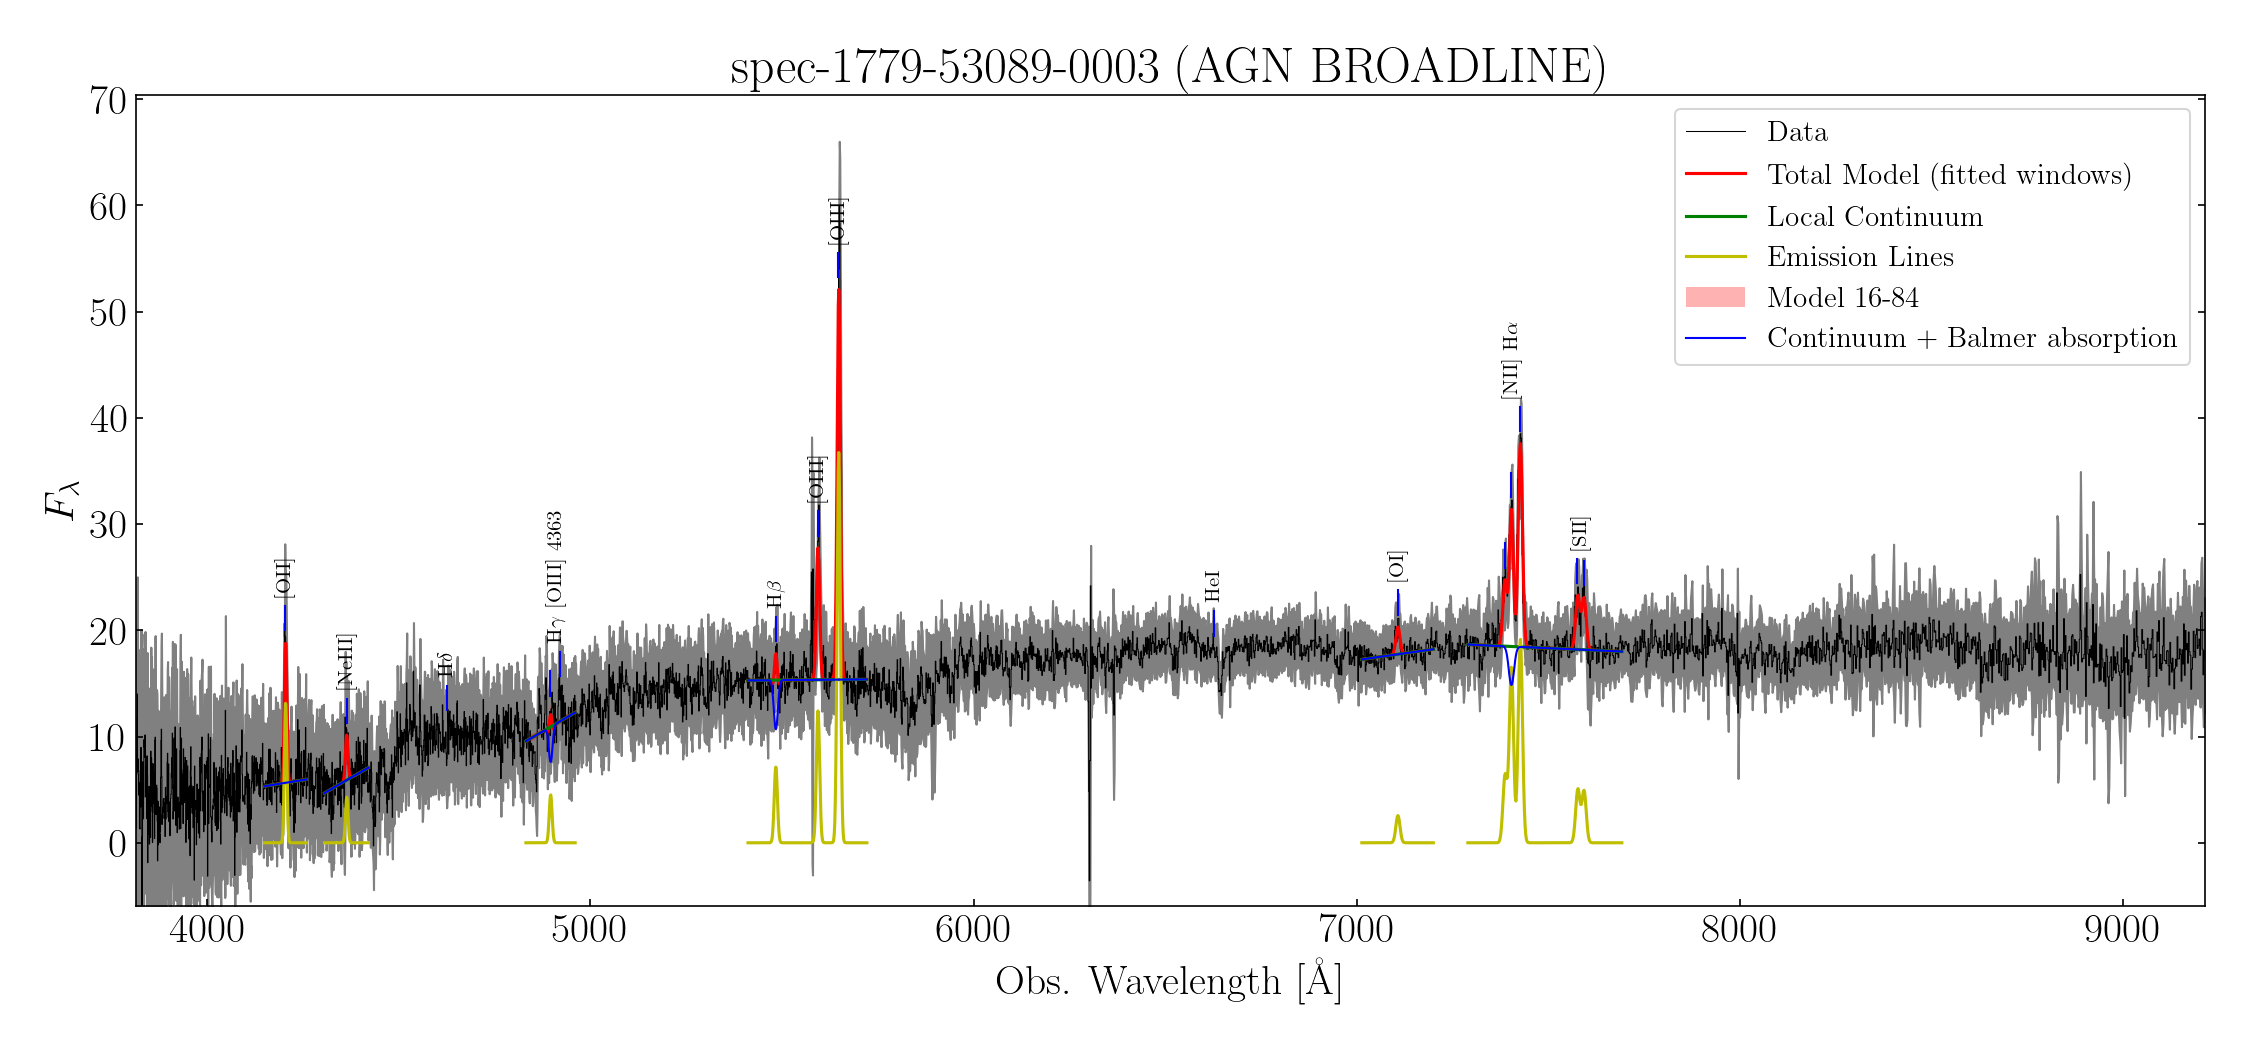 spec-1779-53089-0003 (AGN BROADLINE)
70
60
50
40
30
20
10
0
F_λ
Data
Total Model (fitted windows)
Local Continuum
Emission Lines
Model 16-84
Continuum + Balmer absorption
[OII]
[NeIII]
Hδ
Hγ [OIII] 4363
Hβ
[OIII]
[OIII]
HeI
[OI]
[NII] Hα
[SII]
4000
5000
6000
7000
8000
9000
Obs. Wavelength [Å]